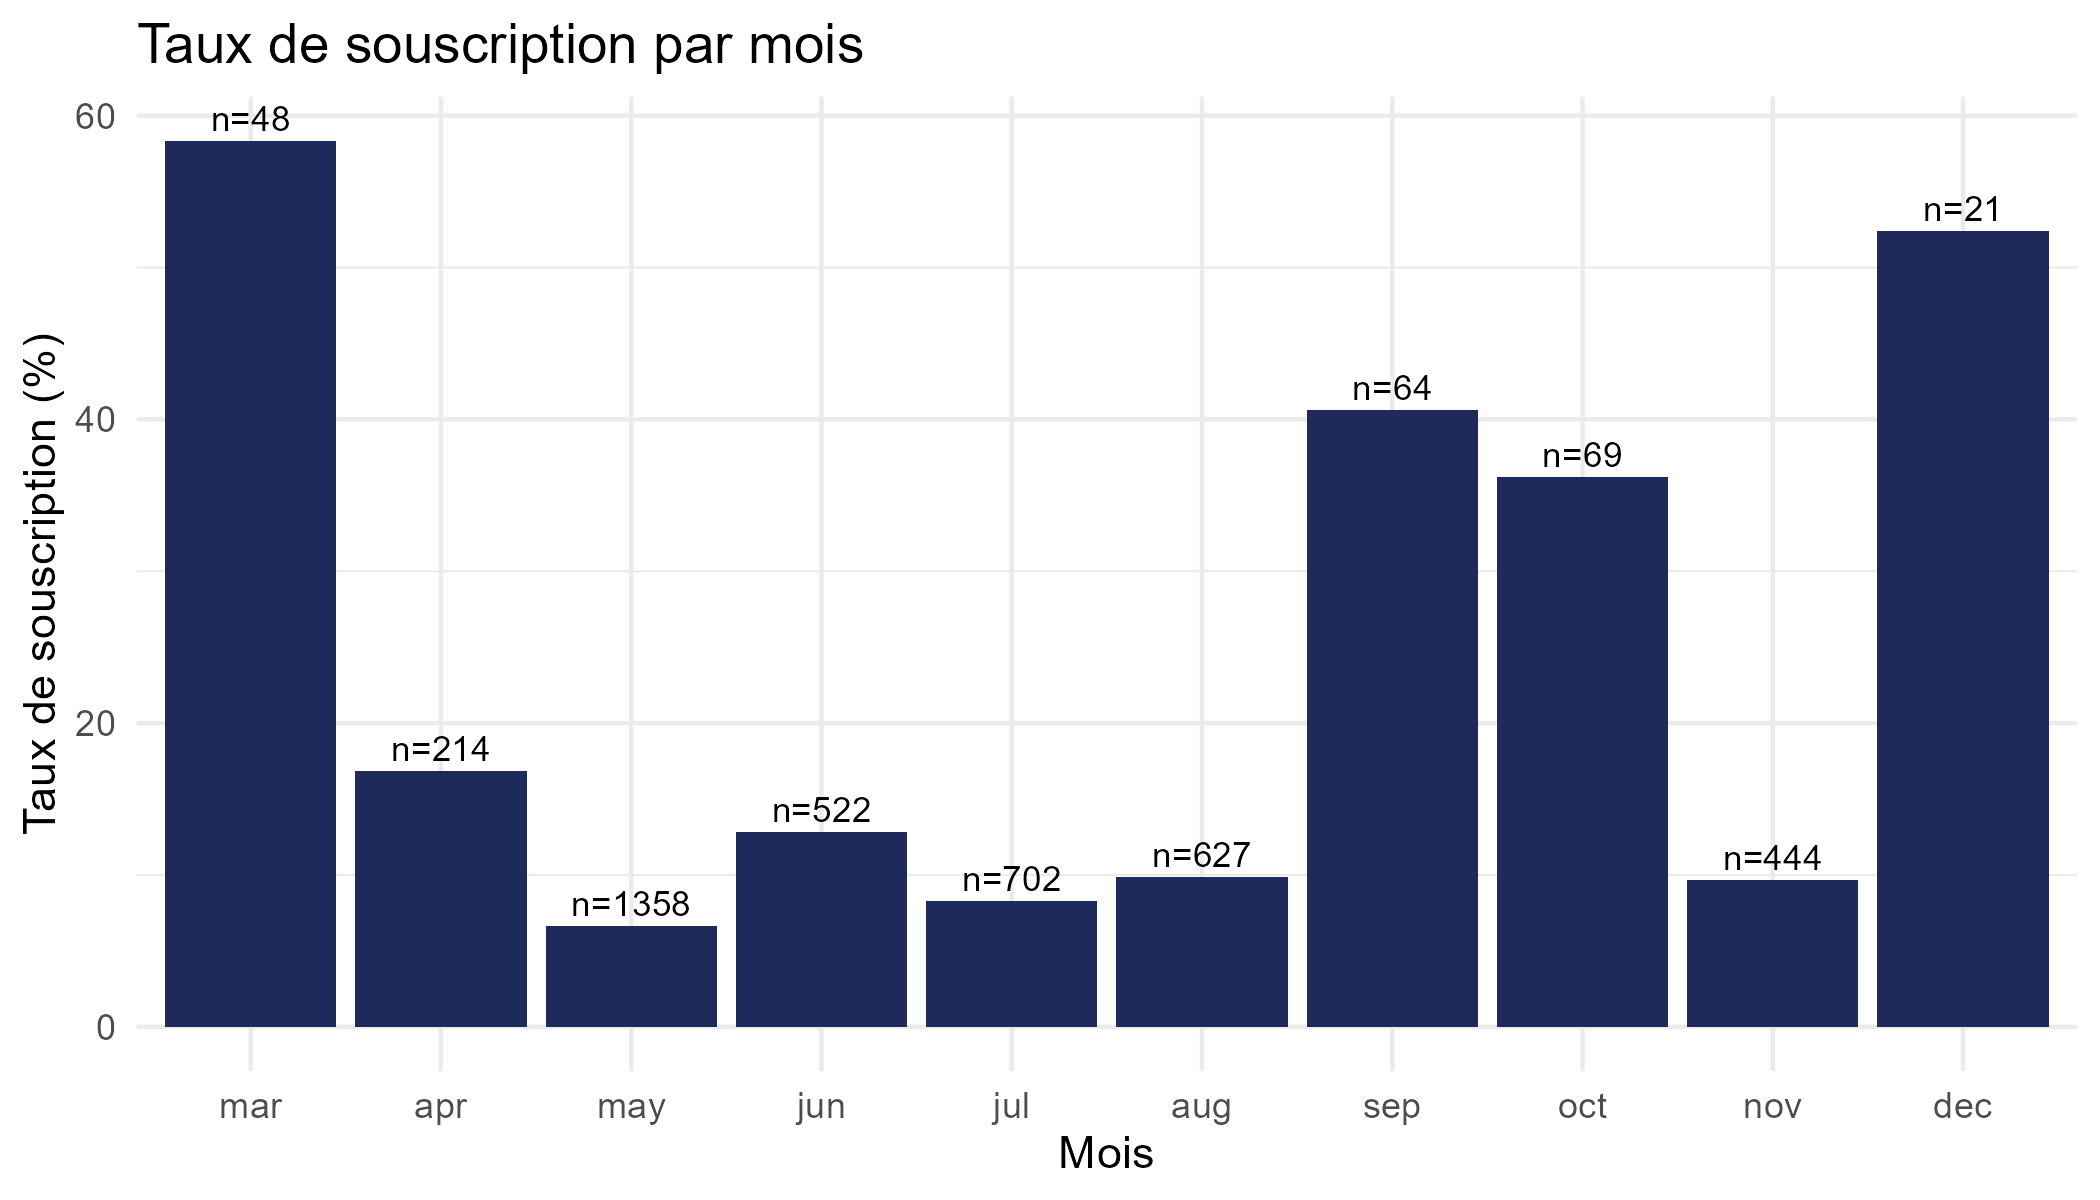 Taux de souscription par mois
Taux de souscription (%)
60
40
20
0
n=48
n=214
n=1358
n=522
n=702
n=627
n=64
n=69
n=444
n=21
mar apr may jun jul aug sep oct nov dec
Mois